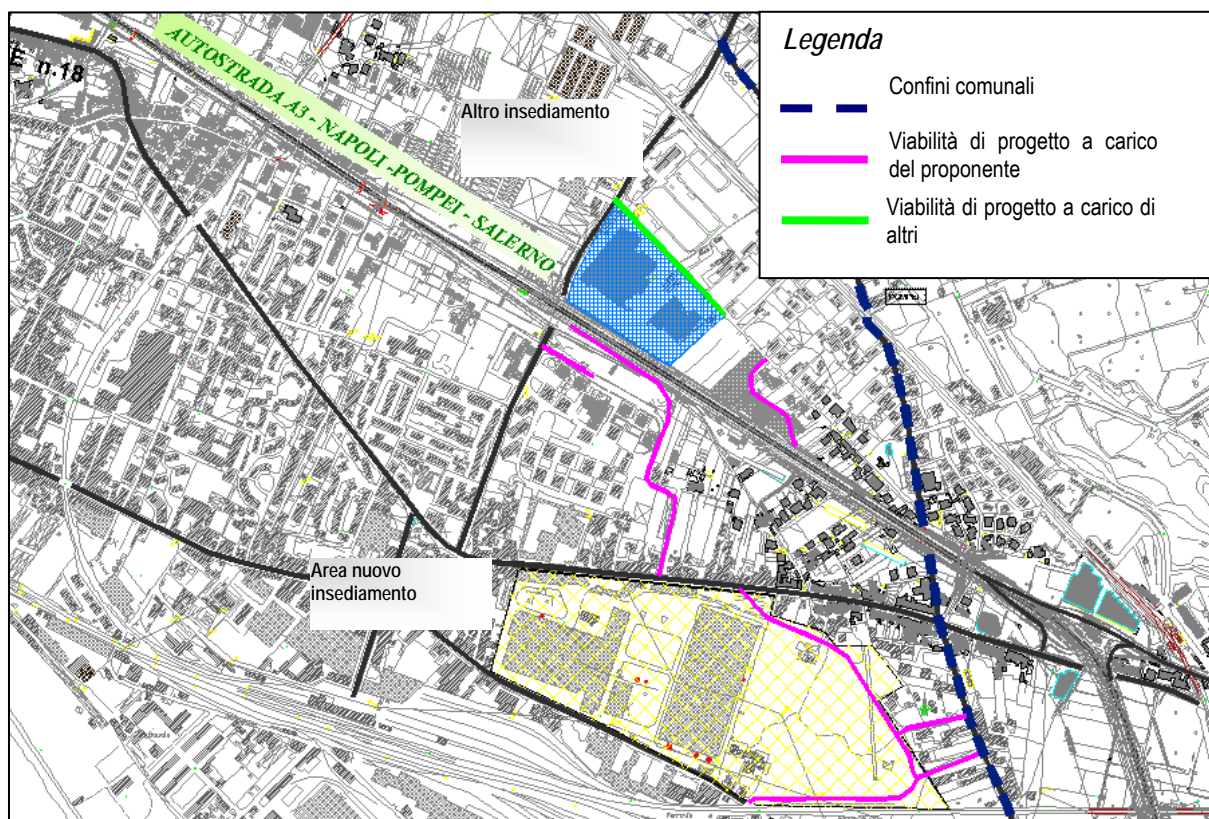 E n.18
AUTOSTRADA A3 - NAPOLI -POMPEI - SALERNO
Altro insediamento
Legenda
Confini comunali
Viabilità di progetto a carico
del proponente
Viabilità di progetto a carico di
altri
Area nuovo
insediamento